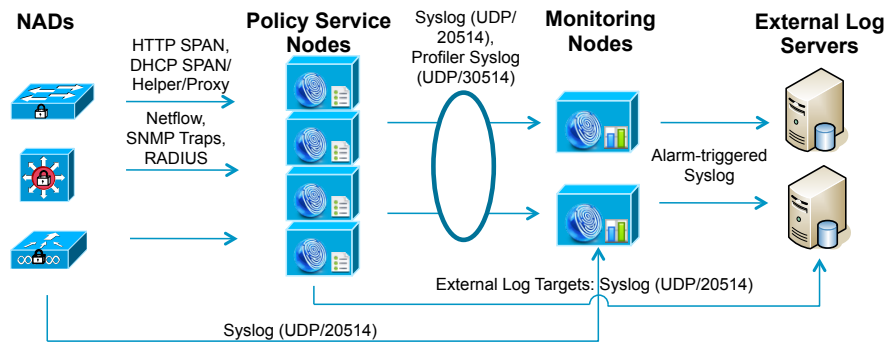 NADs
Policy Service
Nodes
Syslog (UDP/
20514),
Profiler Syslog
(UDP/30514)
Monitoring
Nodes
External Log
Servers
HTTP SPAN,
DHCP SPAN/
Helper/Proxy
Netflow,
SNMP Traps,
RADIUS
Alarm-triggered
Syslog
External Log Targets: Syslog (UDP/20514)
Syslog (UDP/20514)